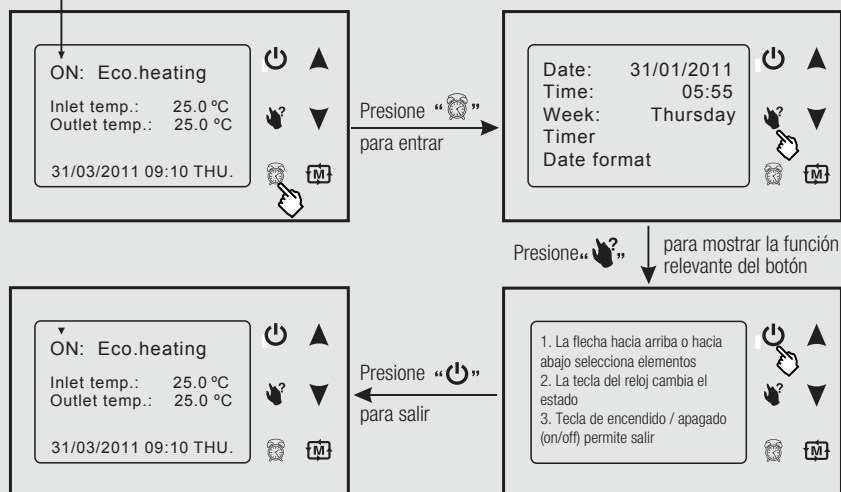 ON: Eco.heating
Inlet temp.: 25.0 ºC
Outlet temp.: 25.0 ºC
31/03/2011 09:10 THU.
M
Presione “ ”
para entrar
Date: 31/01/2011
Time: 05:55
Week: Thursday
Timer
Date format
?
M
Presione“ ? ”
para mostrar la función
relevante del botón
1. La flecha hacia arriba o hacia
abajo selecciona elementos
2. La tecla del reloj cambia el
estado
3. Tecla de encendido / apagado
(on/off) permite salir
?
M
Presione “ ”
para salir
ON: Eco.heating
Inlet temp.: 25.0 ºC
Outlet temp.: 25.0 ºC
31/03/2011 09:10 THU.
?
M